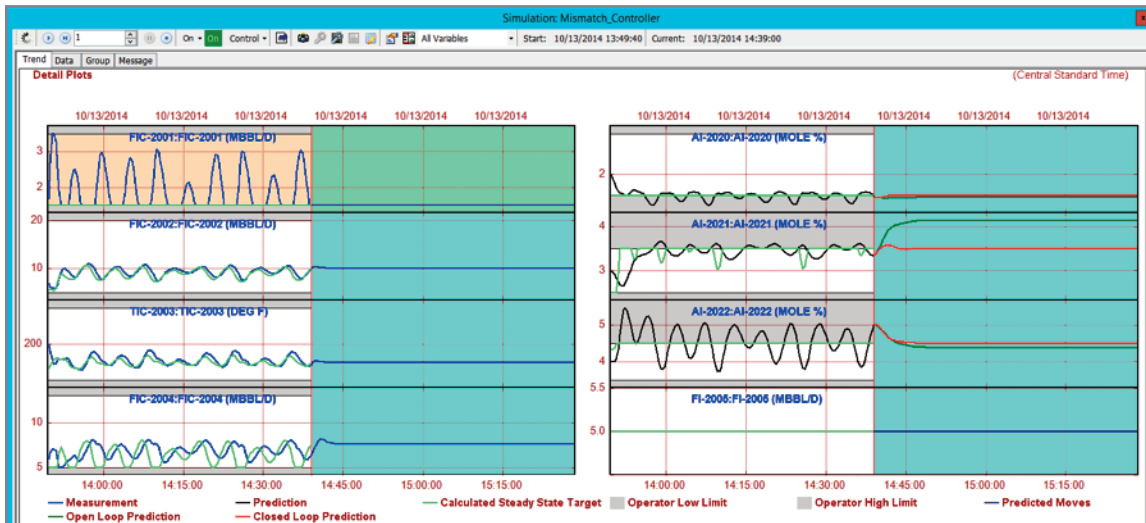 Simulation: Mismatch_Controller
1 On On Control All Variables Start: 10/13/2014 13:49:40 Current: 10/13/2014 14:39:00
Trend Data Group Message
Detail Plots (Central Standard Time)
10/13/2014 10/13/2014 10/13/2014 10/13/2014 10/13/2014 10/13/2014
10/13/2014 10/13/2014 10/13/2014 10/13/2014 10/13/2014 10/13/2014
FIC-2001:FIC-2001 (MBBL/D)
3
2
FIC-2002:FIC-2002 (MBBL/D)
20
10
TIC-2003:TIC-2003 (DEG F)
200
FIC-2004:FIC-2004 (MBBL/D)
10
5
14:00:00 14:15:00 14:30:00 14:45:00 15:00:00 15:15:00
AI-2020:AI-2020 (MOLE %)
2
AI-2021:AI-2021 (MOLE %)
4
3
AI-2022:AI-2022 (MOLE %)
5
4
FI-2005:FI-2005 (MBBL/D)
5.5
5.0
14:00:00 14:15:00 14:30:00 14:45:00 15:00:00 15:15:00
Measurement Prediction Calculated Steady State Target Operator Low Limit Operator High Limit Predicted Moves
Open Loop Prediction Closed Loop Prediction